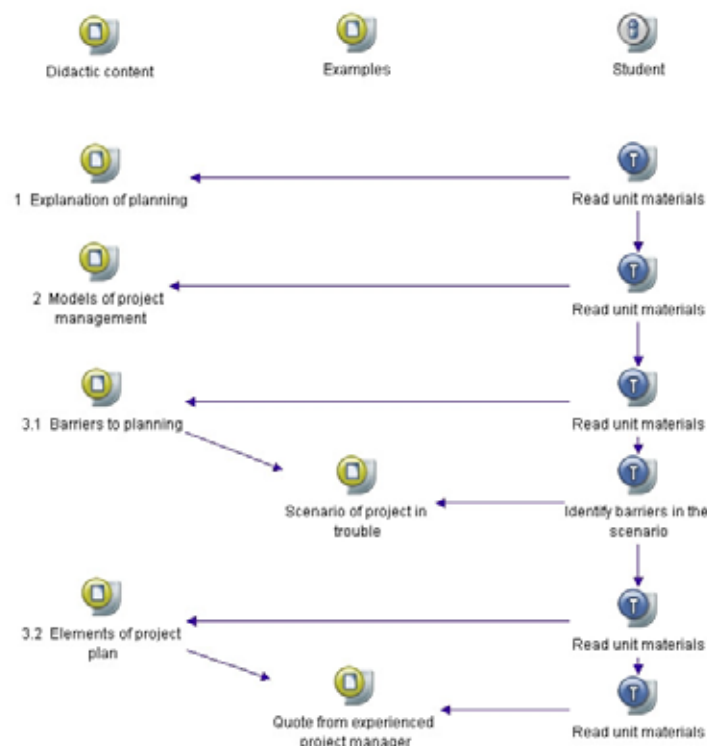 Didactic content
Examples
Student
1 Explanation of planning
Read unit materials
2 Models of project
management
Read unit materials
3.1 Barriers to planning
Read unit materials
Scenario of project in
trouble
Identify barriers in the
scenario
3.2 Elements of project
plan
Read unit materials
Quote from experienced
project manager
Read unit materials